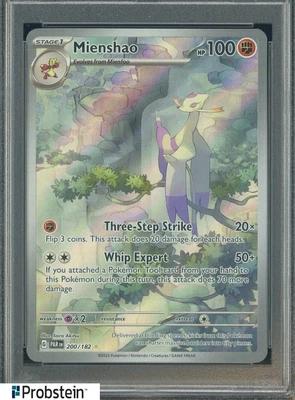 STAGE 1
Mienshao
HP 100
Evolves from Mienfoo
Three-Step Strike 20×
Flip 3 coins. This attack does 20 damage for each heads.
Whip Expert 50+
If you attached a Pokémon Tool card from your hand to
this Pokémon during this turn, this attack does 70 more
damage.
weakness ×2 resistance retreat
PAR EN 200/182
©2023 Pokémon / Nintendo / Creatures / GAME FREAK
Probstein™